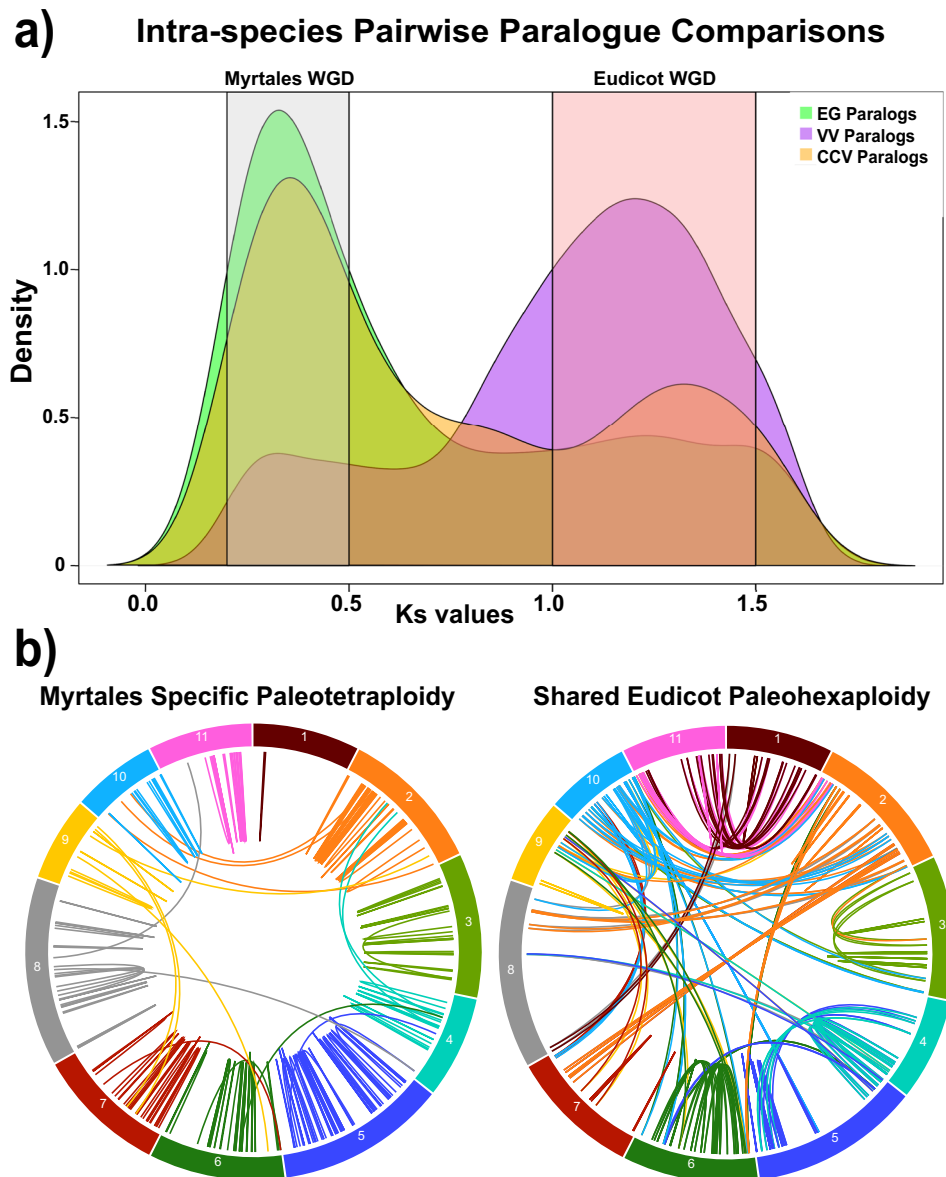 a) Intra-species Pairwise Paralogue Comparisons
Myrtales WGD Eudicot WGD
EG Paralogs
VV Paralogs
CCV Paralogs
1.5
1.0
0.5
0
Density
0.0 0.5 1.0 1.5
Ks values
b)
Myrtales Specific Paleotetraploidy
1
2
3
4
5
6
7
8
9
10
11
Shared Eudicot Paleohexaploidy
1
2
3
4
5
6
7
8
9
10
11